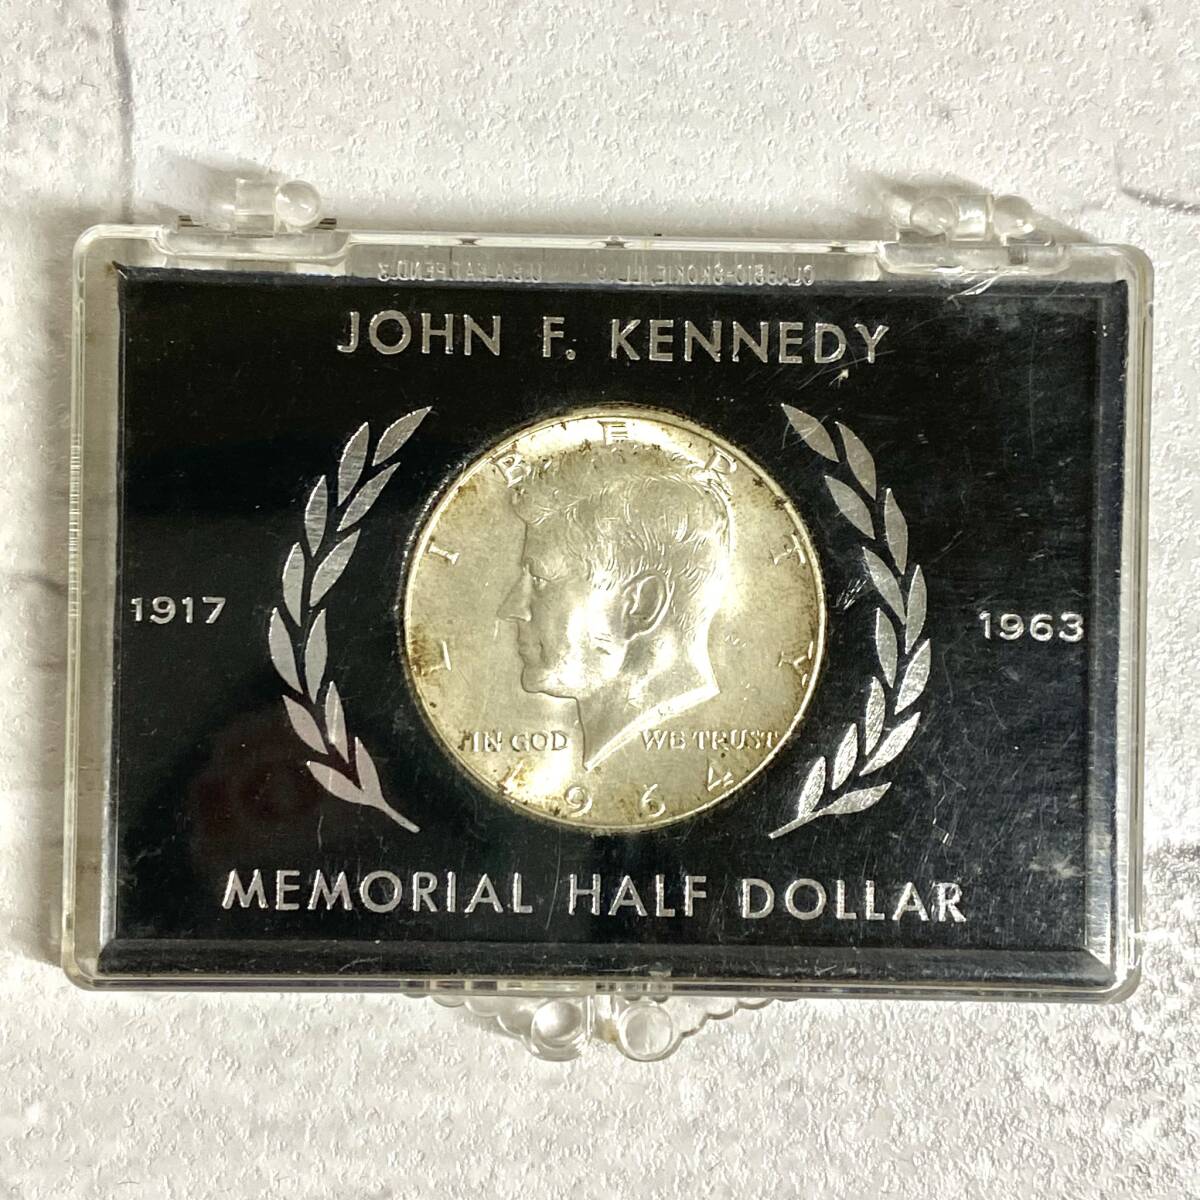 JOHN F. KENNEDY
LIBERTY
1917
1963
IN GOD WE TRUST
1964
MEMORIAL HALF DOLLAR